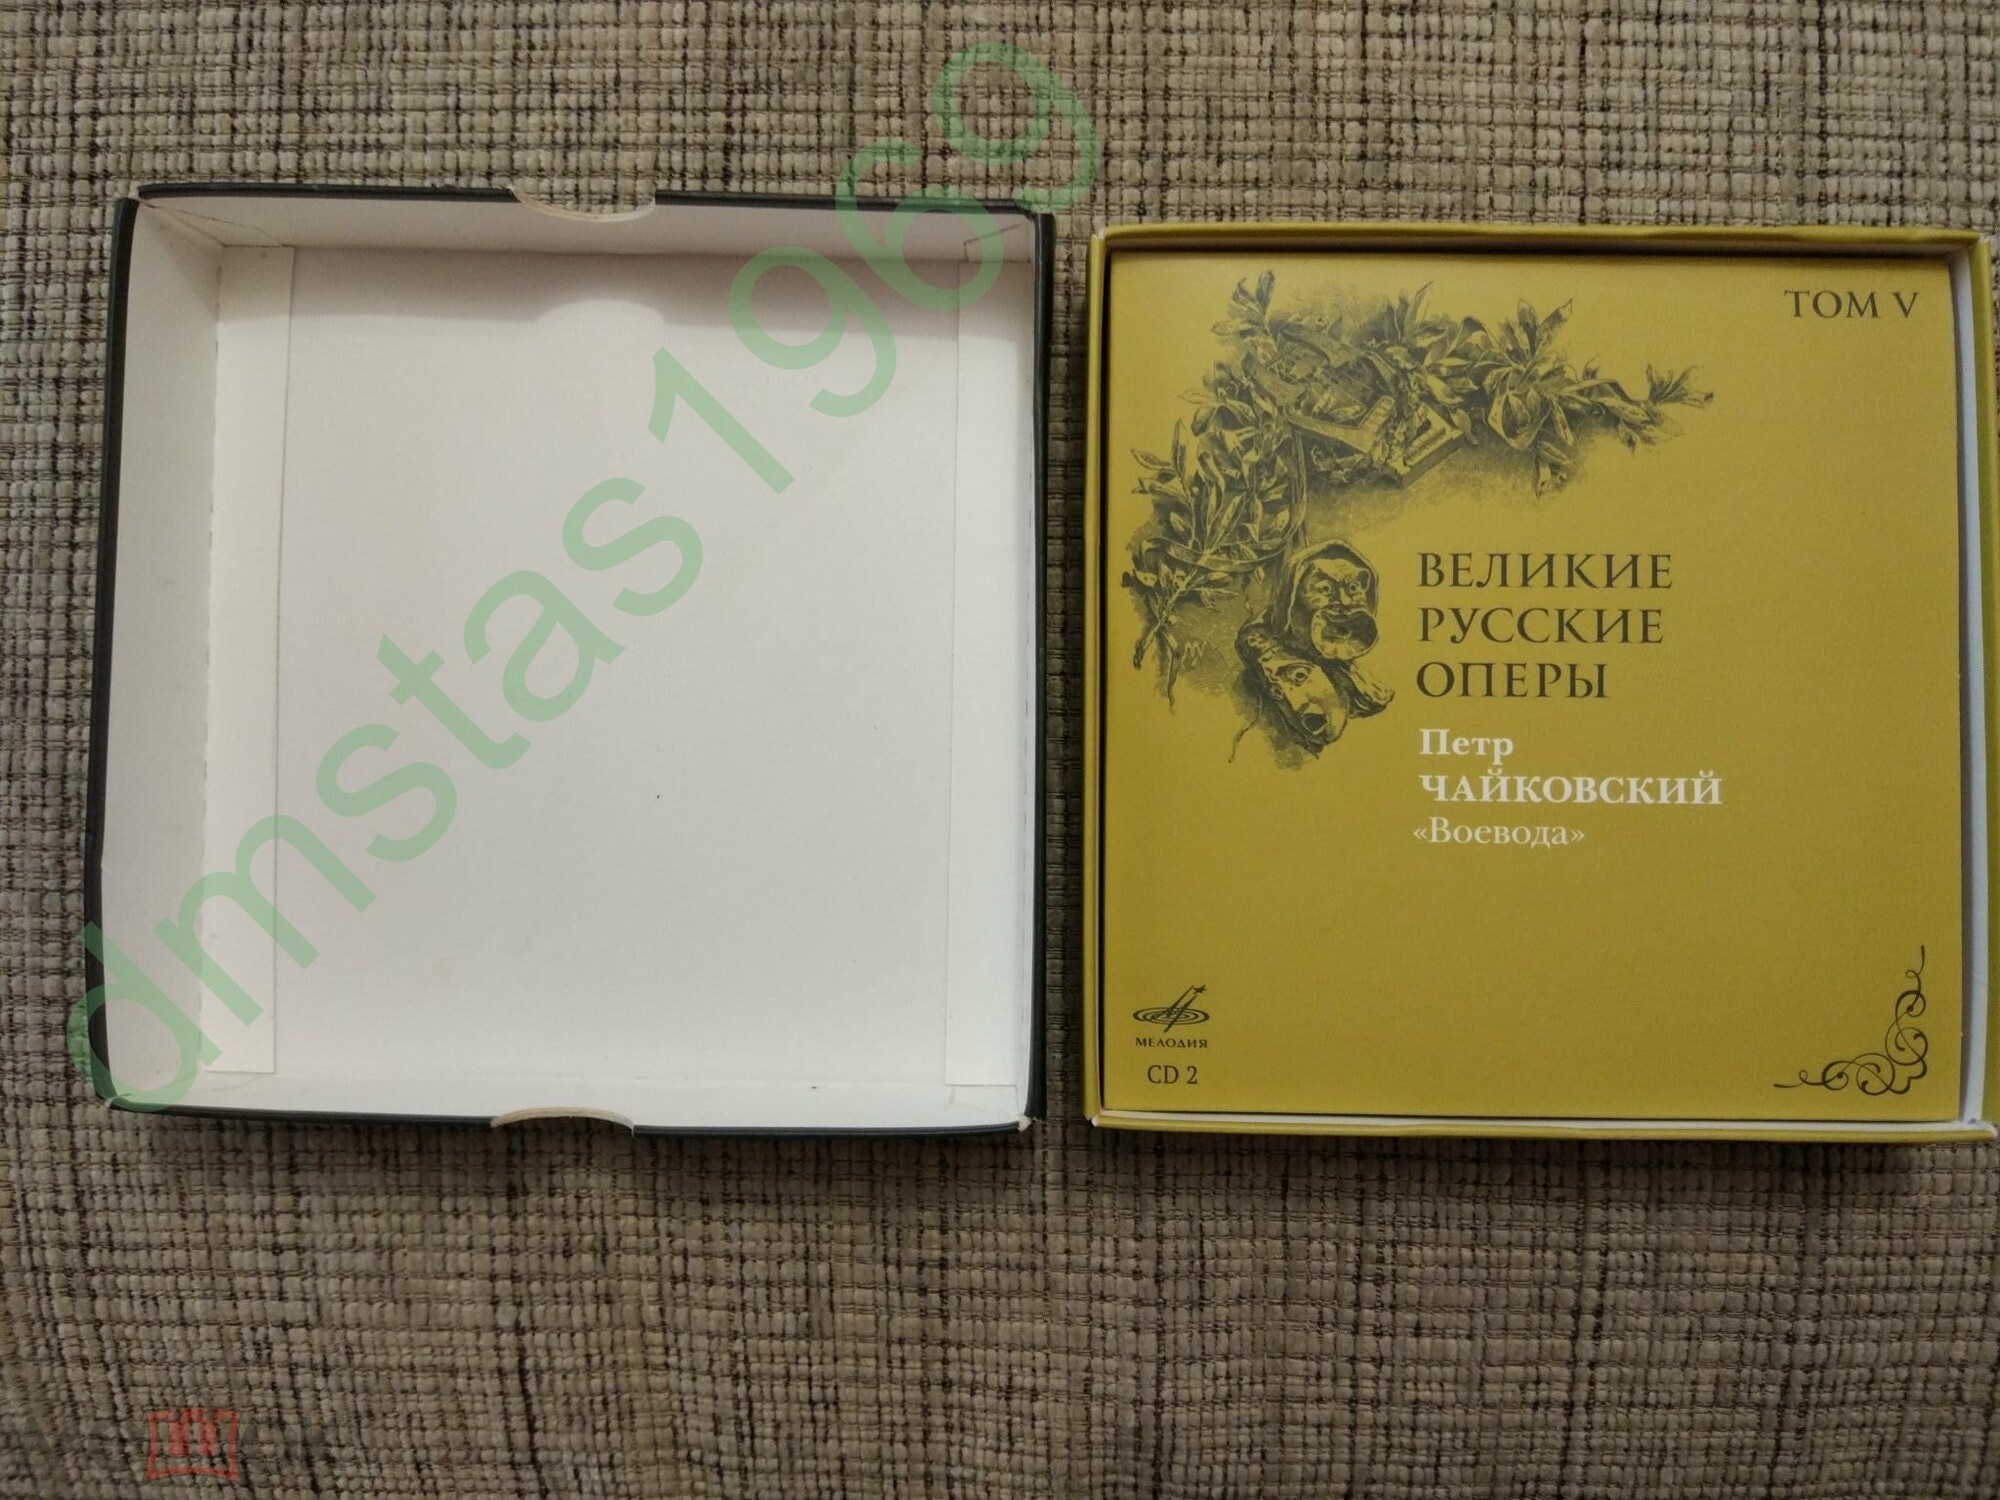 dmstas1969
ТОМ V
ВЕЛИКИЕ
РУССКИЕ
ОПЕРЫ
Петр
ЧАЙКОВСКИЙ
«Воевода»
МЕЛОДИЯ
CD 2